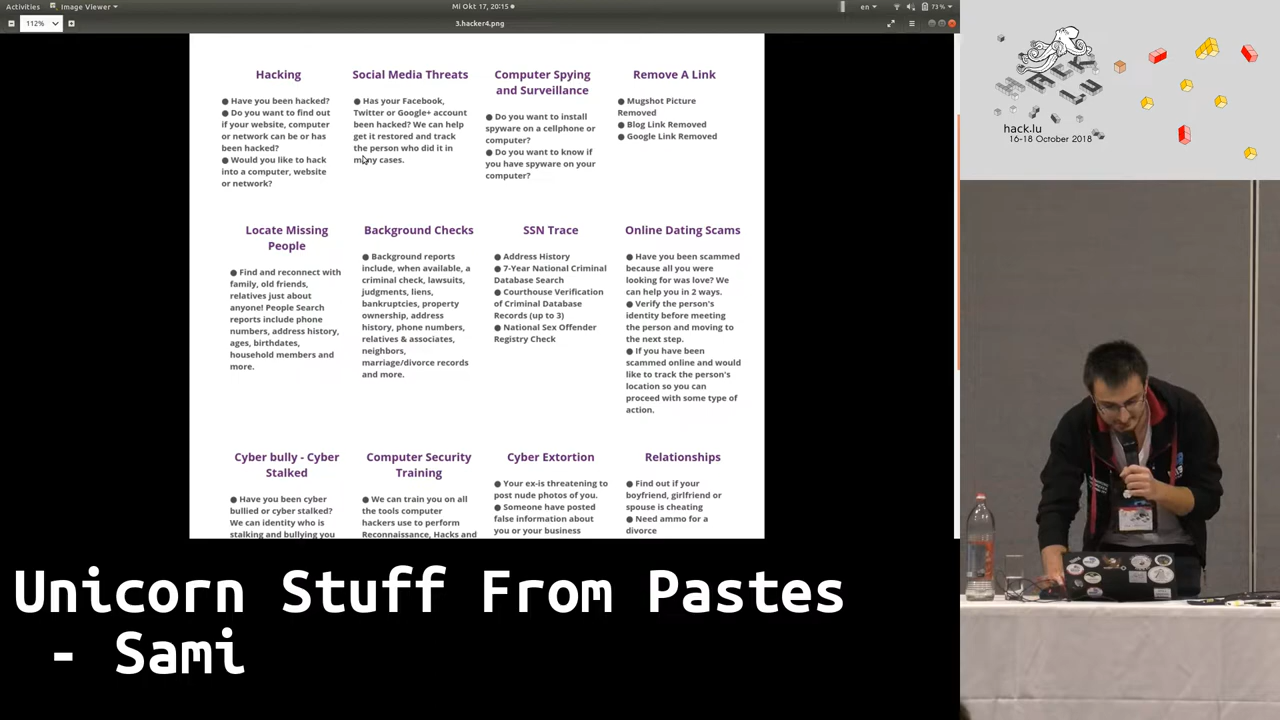 Activities
Image Viewer
Mi Okt 17, 20:15
en
73 %
112%
3.hacker4.png
Hacking
● Have you been hacked?
● Do you want to find out
if your website, computer
or network can be or has
been hacked?
● Would you like to hack
into a computer, website
or network?
Social Media Threats
● Has your Facebook,
Twitter or Google+ account
been hacked? We can help
get it restored and track
the person who did it in
many cases.
Computer Spying
and Surveillance
● Do you want to install
spyware on a cellphone or
computer?
● Do you want to know if
you have spyware on your
computer?
Remove A Link
● Mugshot Picture
Removed
● Blog Link Removed
● Google Link Removed
Locate Missing
People
● Find and reconnect with
family, old friends,
relatives just about
anyone! People Search
reports include phone
numbers, address history,
ages, birthdates,
household members and
more.
Background Checks
● Background reports
include, when available, a
criminal check, lawsuits,
judgments, liens,
bankruptcies, property
ownership, address
history, phone numbers,
relatives & associates,
neighbors,
marriage/divorce records
and more.
SSN Trace
● Address History
● 7-Year National Criminal
Database Search
● Courthouse Verification
of Criminal Database
Records (up to 3)
● National Sex Offender
Registry Check
Online Dating Scams
● Have you been scammed
because all you were
looking for was love? We
can help you in 2 ways.
● Verify the person's
identity before meeting
the person and moving to
the next step.
● If you have been
scammed online and would
like to track the person's
location so you can
proceed with some type of
action.
Cyber bully - Cyber
Stalked
● Have you been cyber
bullied or cyber stalked?
We can identity who is
stalking and bullying you
Computer Security
Training
● We can train you on all
the tools computer
hackers use to perform
Reconnaissance, Hacks and
Cyber Extortion
● Your ex-is threatening to
post nude photos of you.
● Someone have posted
false information about
you or your business
Relationships
● Find out if your
boyfriend, girlfriend or
spouse is cheating
● Need ammo for a
divorce
hack.lu
16-18 October 2018
Unicorn Stuff From Pastes
- Sami